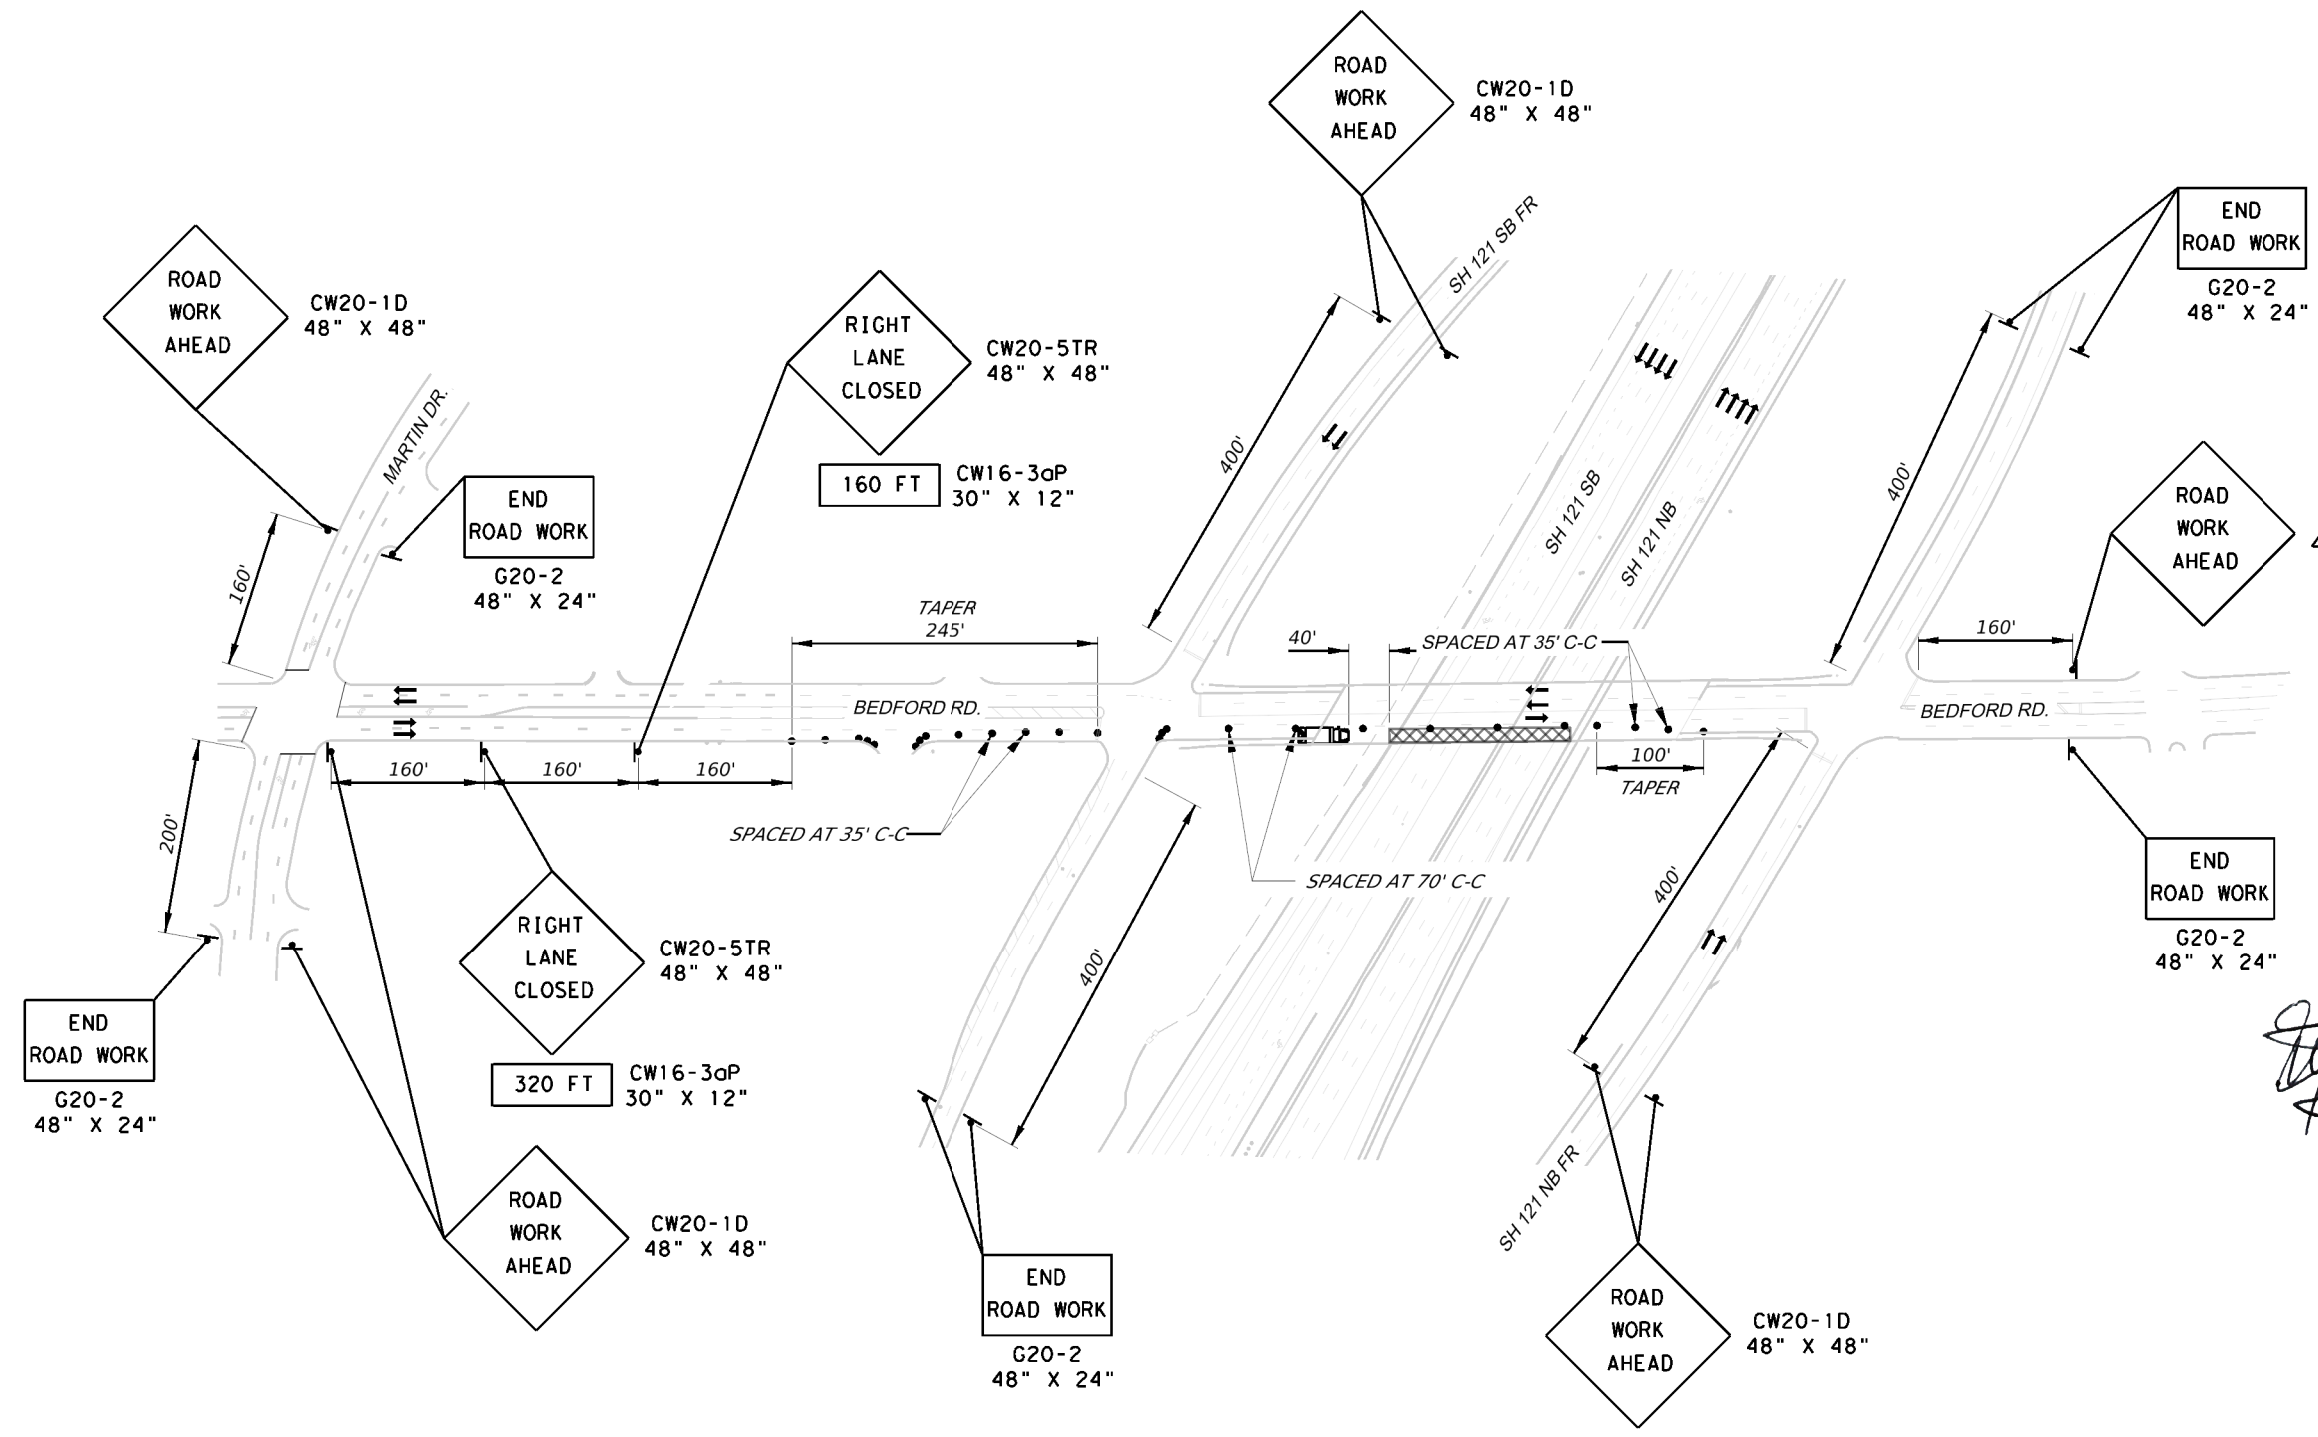 ROAD
WORK
AHEAD
CW20-1D
48" X 48"
END
ROAD WORK
G20-2
48" X 24"
ROAD
WORK
AHEAD
CW20-1D
48" X 48"
RIGHT
LANE
CLOSED
CW20-5TR
48" X 48"
160 FT
CW16-3aP
30" X 12"
SH 121 SB FR
MARTIN DR.
END
ROAD WORK
G20-2
48" X 24"
400'
400'
ROAD
WORK
AHEAD
SH 121 SB
SH 121 NB
160'
TAPER
245'
40'
SPACED AT 35' C-C
160'
BEDFORD RD.
BEDFORD RD.
160'
160'
160'
100'
TAPER
200'
SPACED AT 35' C-C
SPACED AT 70' C-C
400'
END
ROAD WORK
G20-2
48" X 24"
RIGHT
LANE
CLOSED
CW20-5TR
48" X 48"
400'
END
ROAD WORK
G20-2
48" X 24"
320 FT
CW16-3aP
30" X 12"
ROAD
WORK
AHEAD
CW20-1D
48" X 48"
SH 121 NB FR
END
ROAD WORK
G20-2
48" X 24"
ROAD
WORK
AHEAD
CW20-1D
48" X 48"